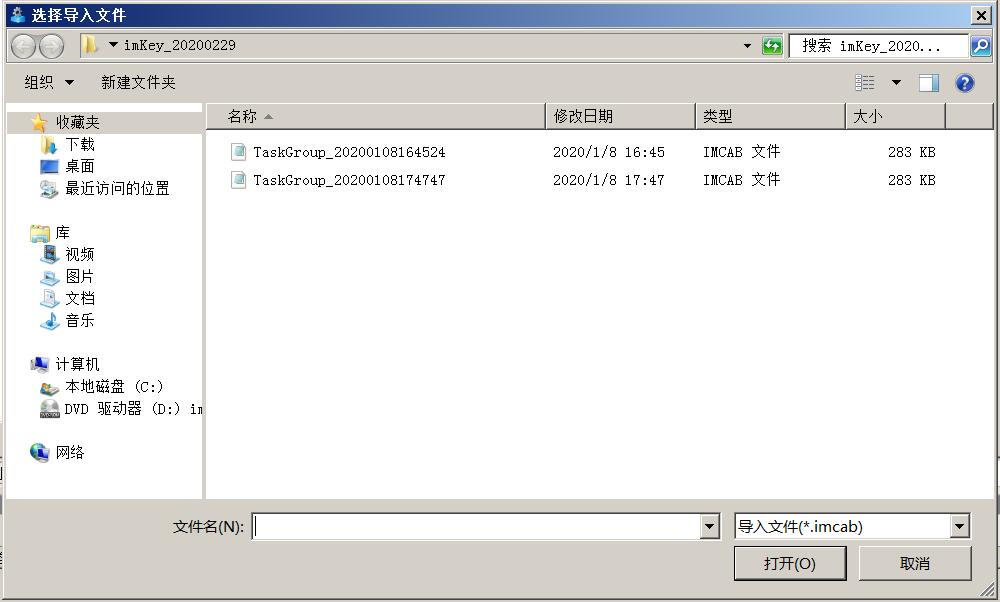 选择导入文件
imKey_20200229
搜索 imKey_2020...
组织 新建文件夹
名称 修改日期 类型 大小
TaskGroup_20200108164524 2020/1/8 16:45 IMCAB 文件 283 KB
TaskGroup_20200108174747 2020/1/8 17:47 IMCAB 文件 283 KB
收藏夹
下载
桌面
最近访问的位置
库
视频
图片
文档
音乐
计算机
本地磁盘 (C:)
DVD 驱动器 (D:) im
网络
文件名(N):
导入文件(*.imcab)
打开(O) 取消